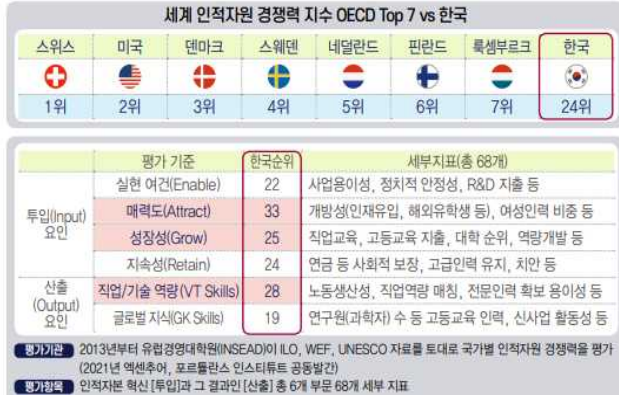 세계 인적자원 경쟁력 지수 OECD Top 7 vs 한국
스위스 미국 덴마크 스웨덴 네덜란드 핀란드 룩셈부르크 한국
1위 2위 3위 4위 5위 6위 7위 24위
평가 기준 한국순위 세부지표(총 68개)
투입(Input) 요인
실현 여건(Enable) 22 사업용이성, 정치적 안정성, R&D 지출 등
매력도(Attract) 33 개방성(인재유입, 해외유학생 등), 여성인력 비중 등
성장성(Grow) 25 직업교육, 고등교육 지출, 대학 순위, 역량개발 등
지속성(Retain) 24 연금 등 사회적 보장, 고급인력 유지, 치안 등
산출 (Output) 요인
직업/기술 역량(VT Skills) 28 노동생산성, 직업역량 매칭, 전문인력 확보 용이성 등
글로벌 지식(GK Skills) 19 연구원(과학자) 수 등 고등교육 인력, 신사업 활동성 등
평가기관 2013년부터 유럽경영대학원(INSEAD)이 ILO, WEF, UNESCO 자료를 토대로 국가별 인적자원 경쟁력을 평가
(2021년 엑센추어, 포르튤란스 인스티튜트 공동발간)
평가항목 인적자본 혁신 [투입]과 그 결과인 [산출] 총 6개 부문 68개 세부 지표